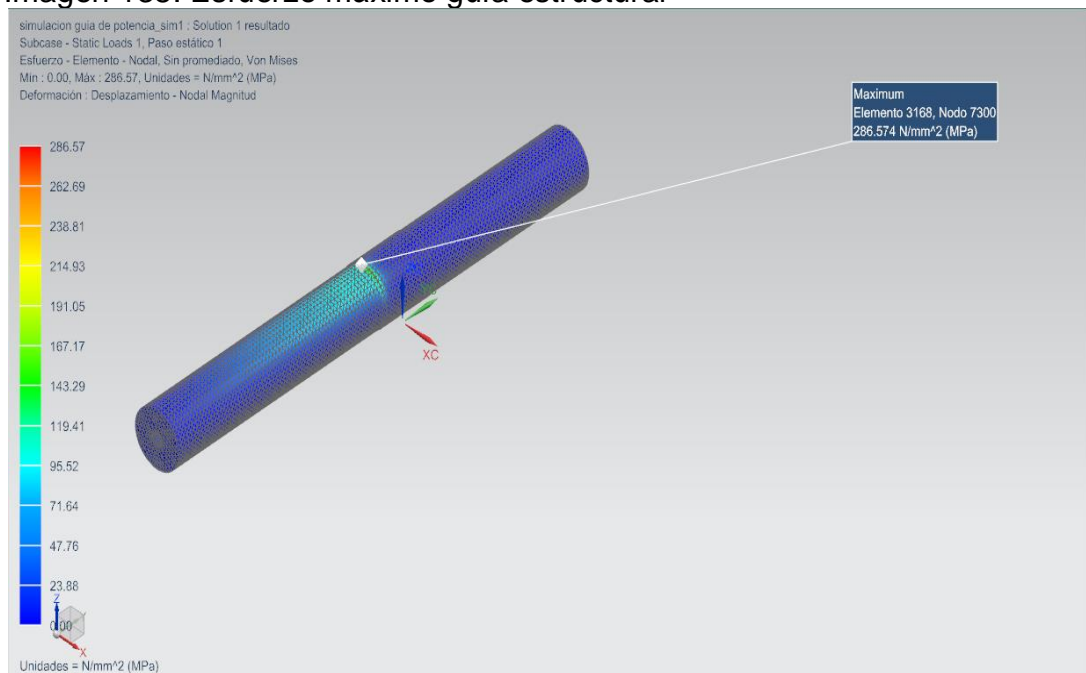 simulacion guia de potencia_sim1 : Solution 1 resultado
Subcase - Static Loads 1, Paso estático 1
Esfuerzo - Elemento - Nodal, Sin promediado, Von Mises
Min : 0.00, Máx : 286.57, Unidades = N/mm^2 (MPa)
Deformación : Desplazamiento - Nodal Magnitud
Maximum
Elemento 3168, Nodo 7300
286.574 N/mm^2 (MPa)
286.57
262.69
238.81
214.93
191.05
167.17
143.29
119.41
95.52
71.64
47.76
23.88
0.00
XC
Z
Y
X
Unidades = N/mm^2 (MPa)